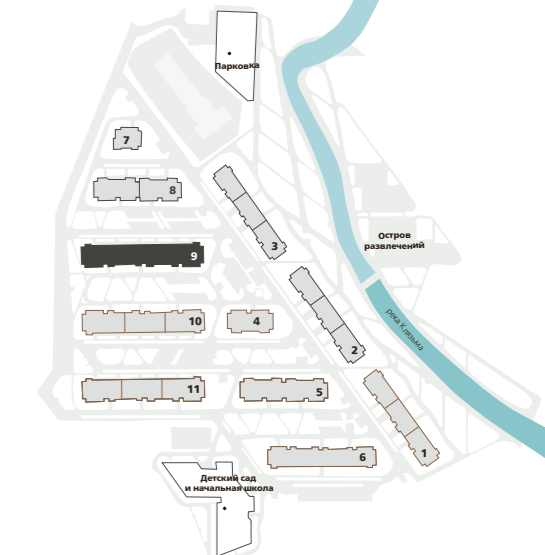 Парковка
7
8
3
Остров
развлечений
9
река Клязьма
10
4
2
11
5
1
6
Детский сад
и начальная школа